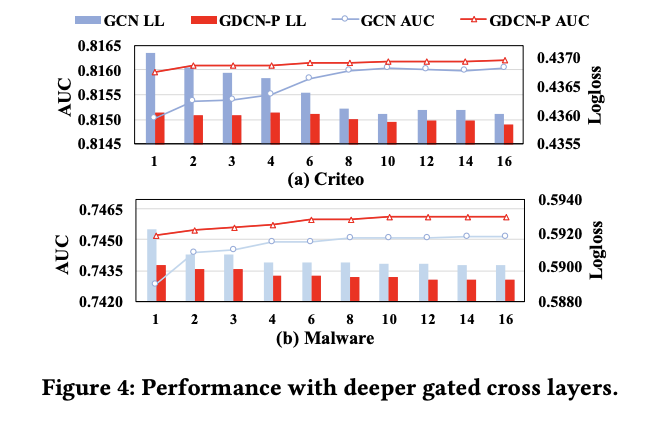 GCN LL GDCN-P LL GCN AUC GDCN-P AUC
0.8165
0.8160
0.8155
0.8150
0.8145
AUC
0.4370
0.4365
0.4360
0.4355
Logloss
1 2 3 4 6 8 10 12 14 16
(a) Criteo
0.7465
0.7450
0.7435
0.7420
AUC
0.5940
0.5920
0.5900
0.5880
Logloss
1 2 3 4 6 8 10 12 14 16
(b) Malware
Figure 4: Performance with deeper gated cross layers.